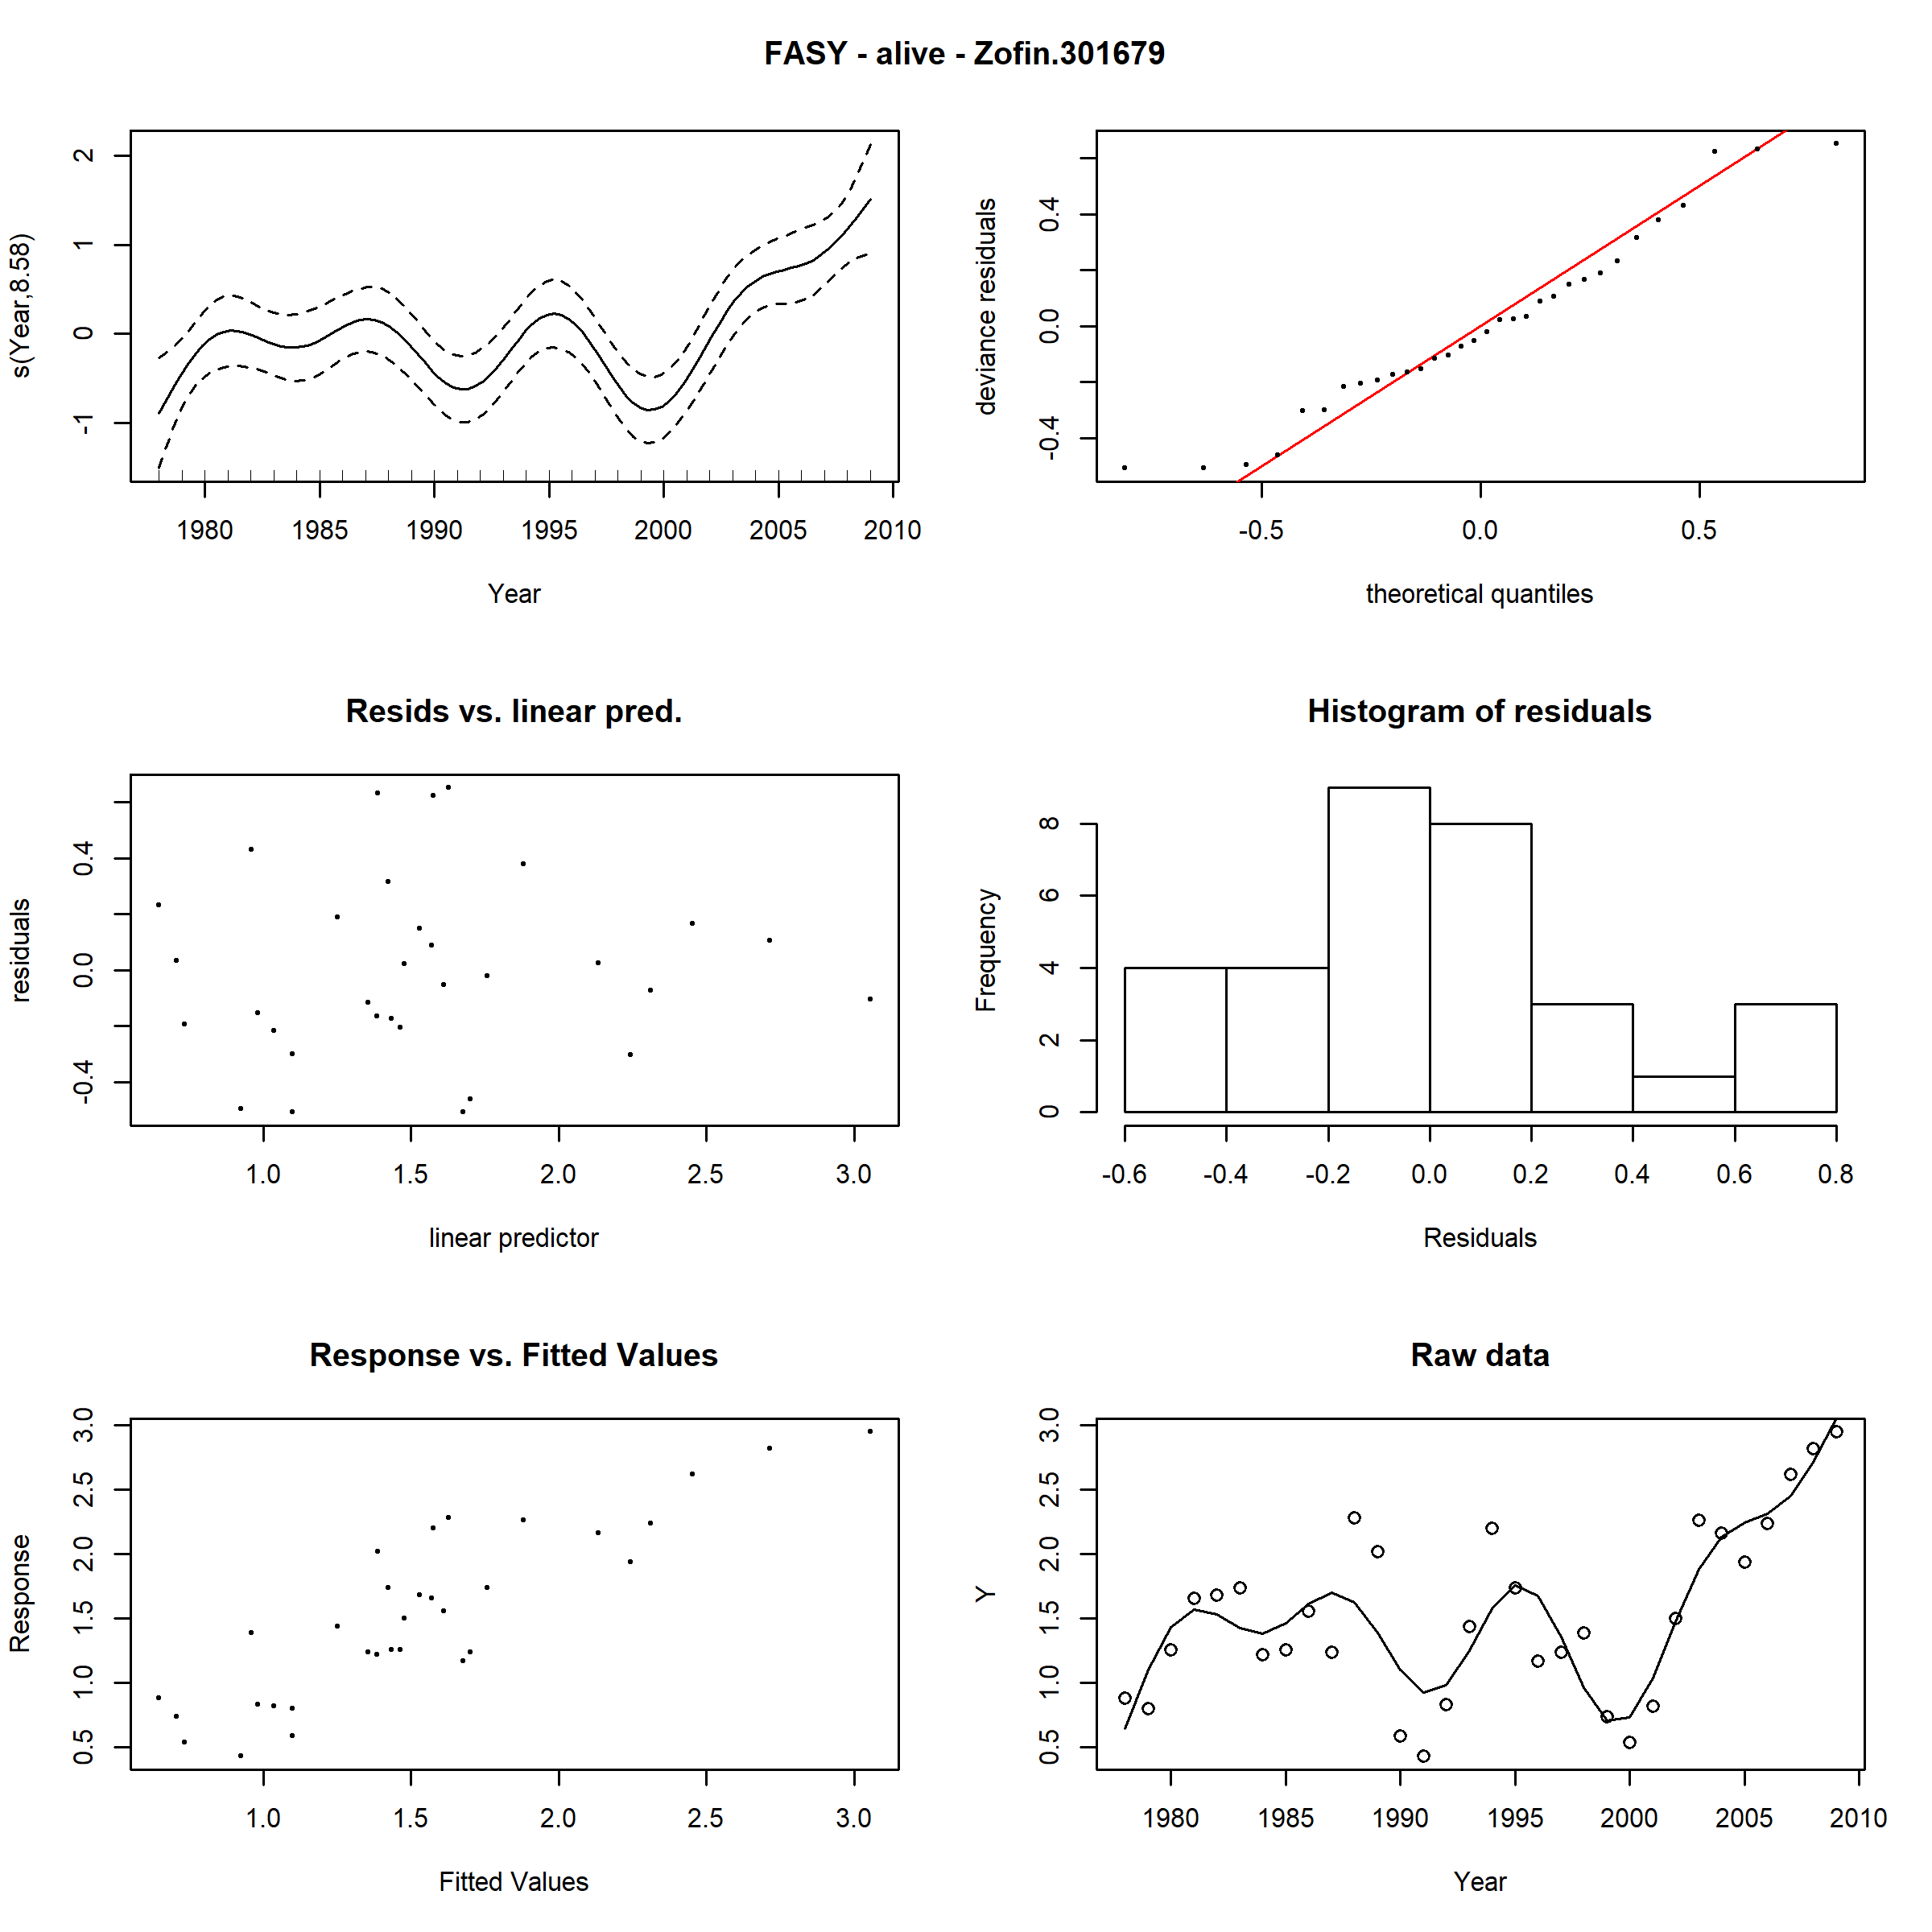 FASY - alive - Zofin.301679
s(Year,8.58)
2
1
0
-1
1980 1985 1990 1995 2000 2005 2010
Year
deviance residuals
0.4
0.0
-0.4
-0.5 0.0 0.5
theoretical quantiles
Resids vs. linear pred.
residuals
0.4
0.0
-0.4
1.0 1.5 2.0 2.5 3.0
linear predictor
Histogram of residuals
Frequency
8
6
4
2
0
-0.6 -0.4 -0.2 0.0 0.2 0.4 0.6 0.8
Residuals
Response vs. Fitted Values
Response
3.0
2.5
2.0
1.5
1.0
0.5
1.0 1.5 2.0 2.5 3.0
Fitted Values
Raw data
Y
3.0
2.5
2.0
1.5
1.0
0.5
1980 1985 1990 1995 2000 2005 2010
Year